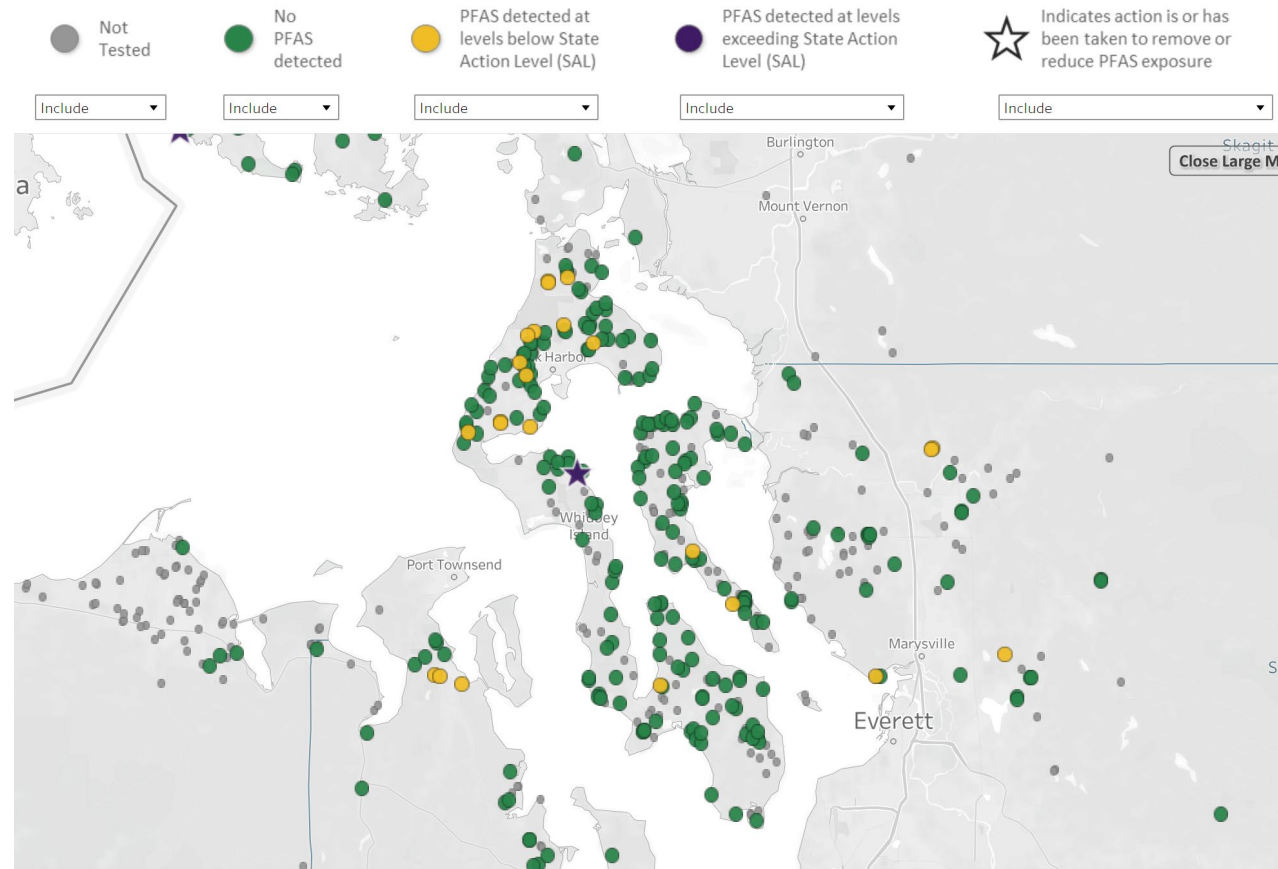 Not
Tested
No
PFAS
detected
PFAS detected at
levels below State
Action Level (SAL)
PFAS detected at levels
exceeding State Action
Level (SAL)
Indicates action is or has
been taken to remove or
reduce PFAS exposure
Include
Include
Include
Include
Include
Burlington
Skagit
Close Large M
a
Mount Vernon
k Harbor
Whidbey
Island
Port Townsend
Marysville
S
Everett